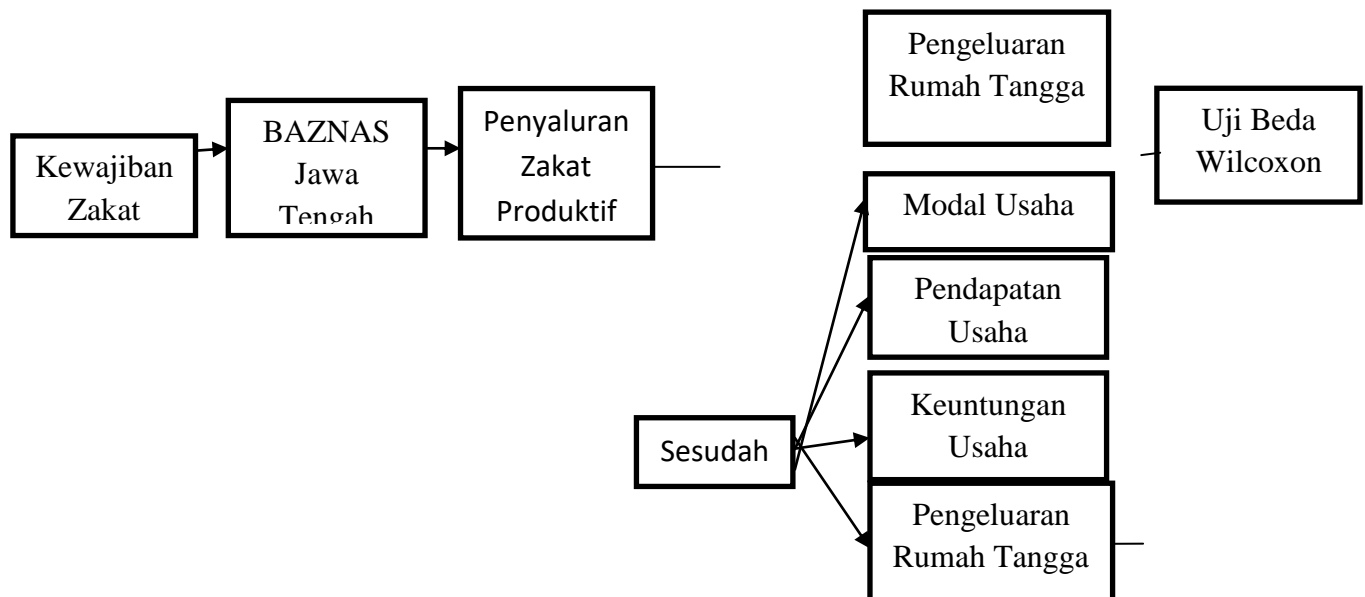 Kewajiban
Zakat
BAZNAS
Jawa
Tengah
Penyaluran
Zakat
Produktif
Pengeluaran
Rumah Tangga
Uji Beda
Wilcoxon
Modal Usaha
Pendapatan
Usaha
Keuntungan
Usaha
Sesudah
Pengeluaran
Rumah Tangga